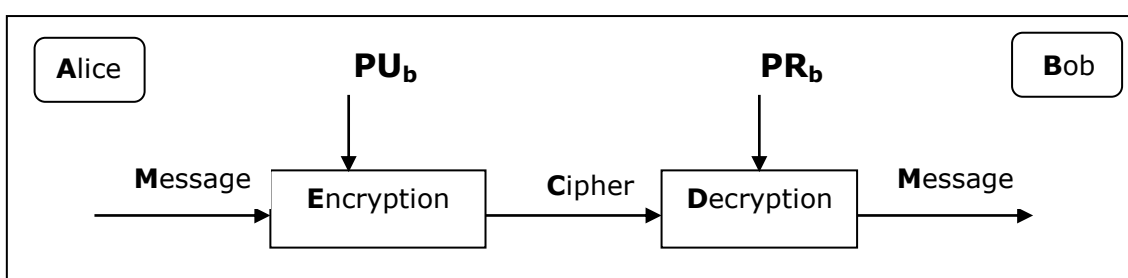 Alice
PUb
PRb
Bob
Message
Encryption
Cipher
Decryption
Message